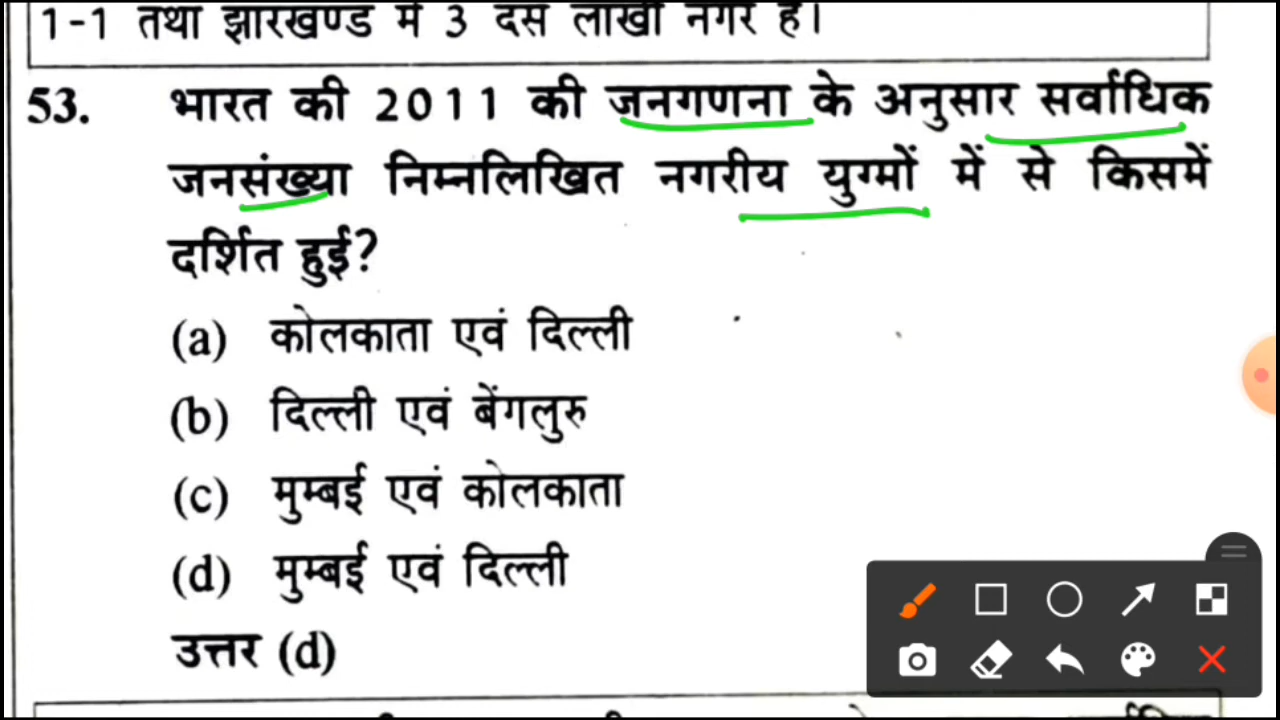 1-1 तथा झारखण्ड में 3 दस लाखी नगर हैं।
53. भारत की 2011 की जनगणना के अनुसार सर्वाधिक
जनसंख्या निम्नलिखित नगरीय युग्मों में से किसमें
दर्शित हुई?
(a) कोलकाता एवं दिल्ली
(b) दिल्ली एवं बेंगलुरु
(c) मुम्बई एवं कोलकाता
(d) मुम्बई एवं दिल्ली
उत्तर (d)